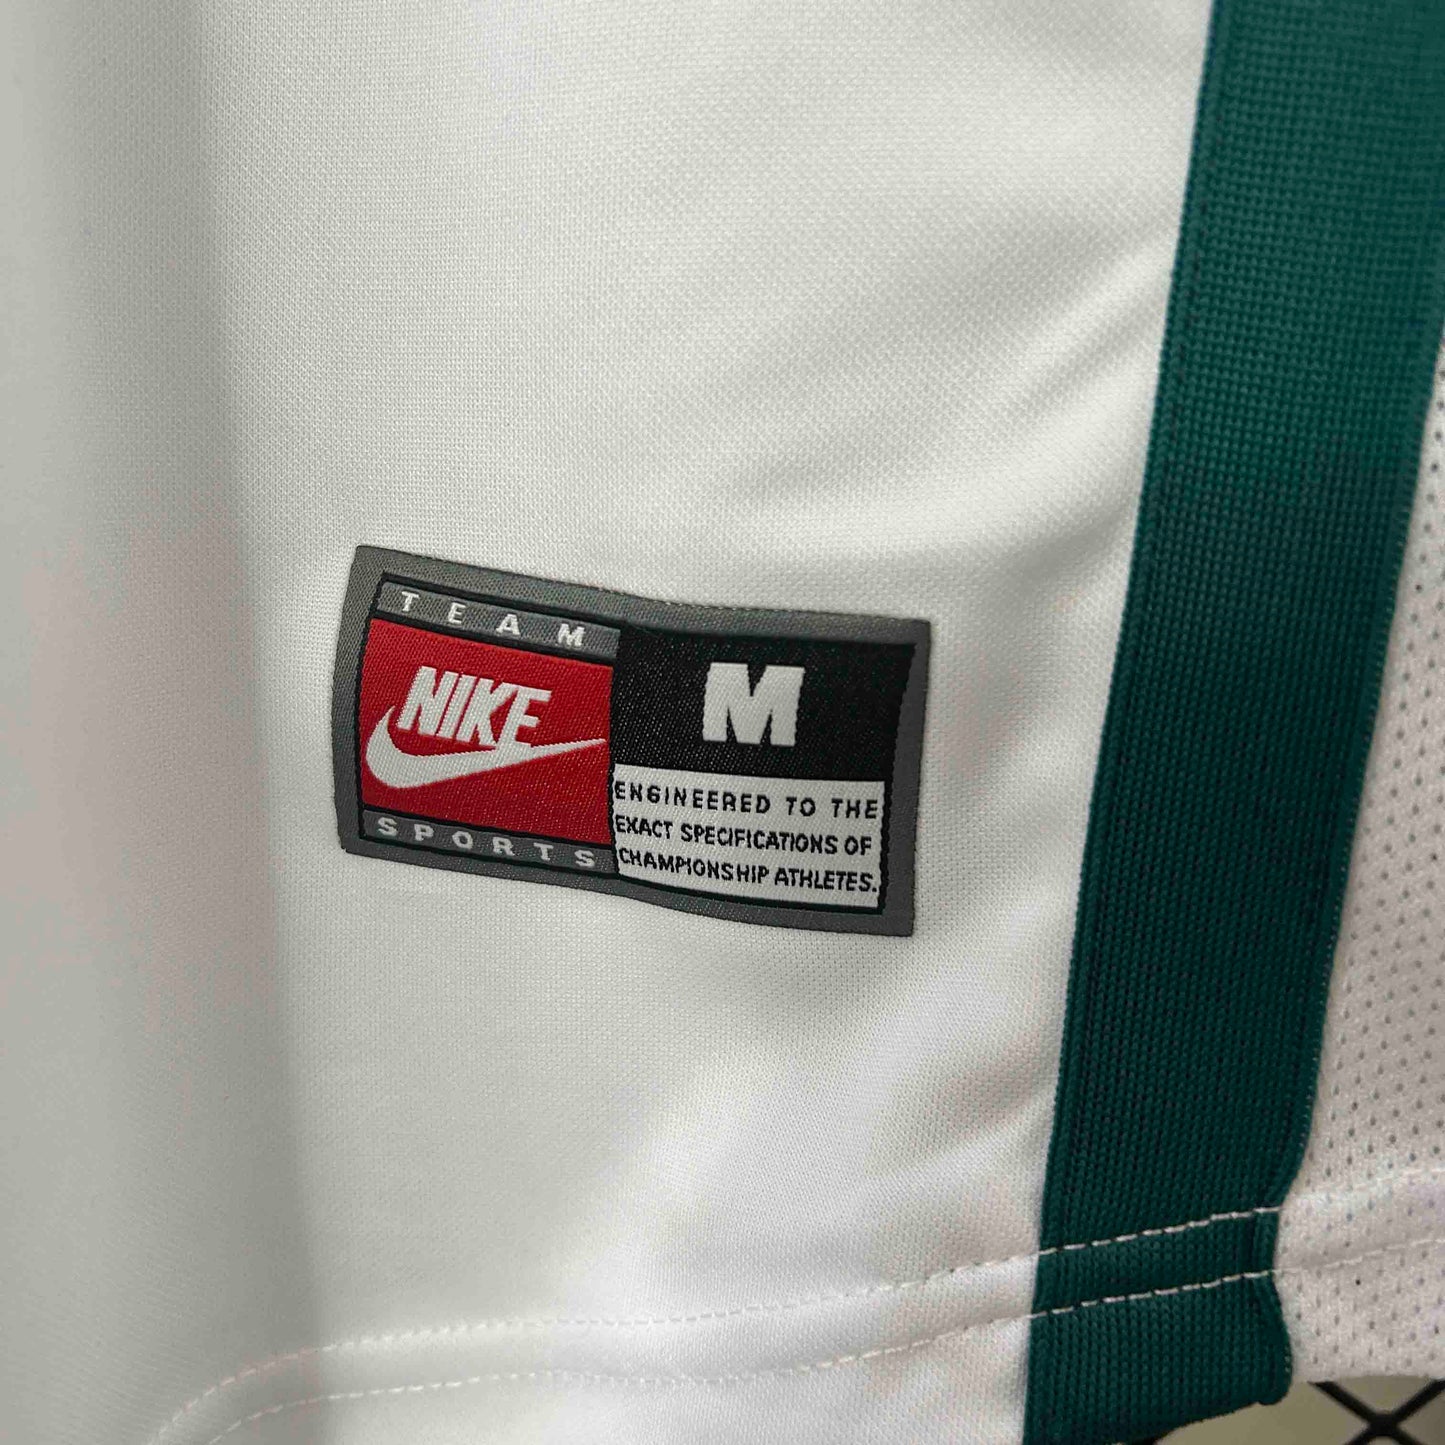 TEAM
NIKE
SPORTS
M
ENGINEERED TO THE
EXACT SPECIFICATIONS OF
CHAMPIONSHIP ATHLETES.